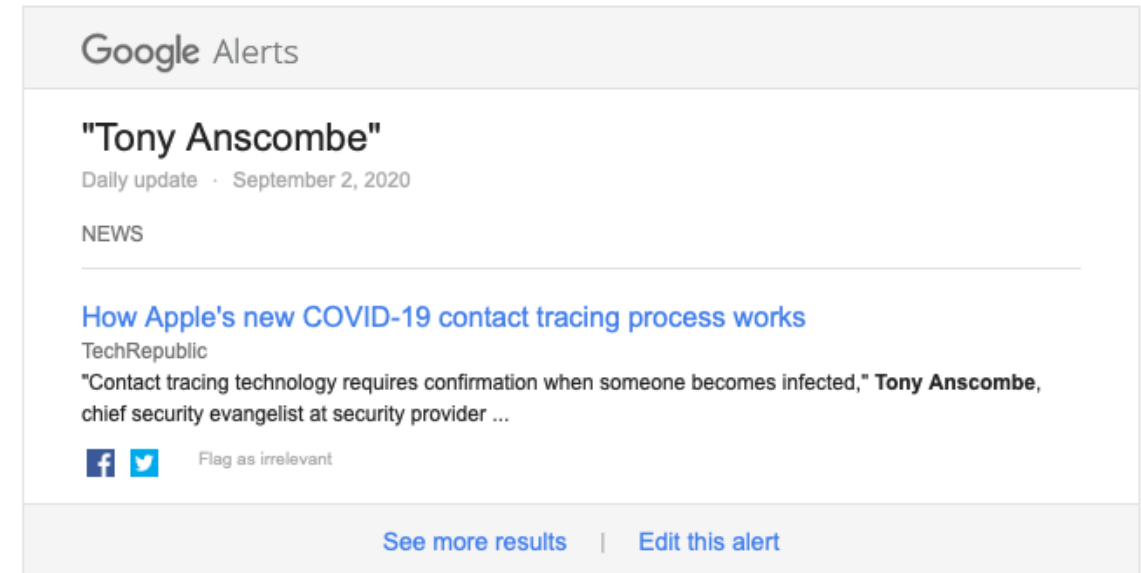 Google Alerts
"Tony Anscombe"
Daily update · September 2, 2020
NEWS
How Apple's new COVID-19 contact tracing process works
TechRepublic
"Contact tracing technology requires confirmation when someone becomes infected," Tony Anscombe,
chief security evangelist at security provider ...
Flag as irrelevant
See more results | Edit this alert